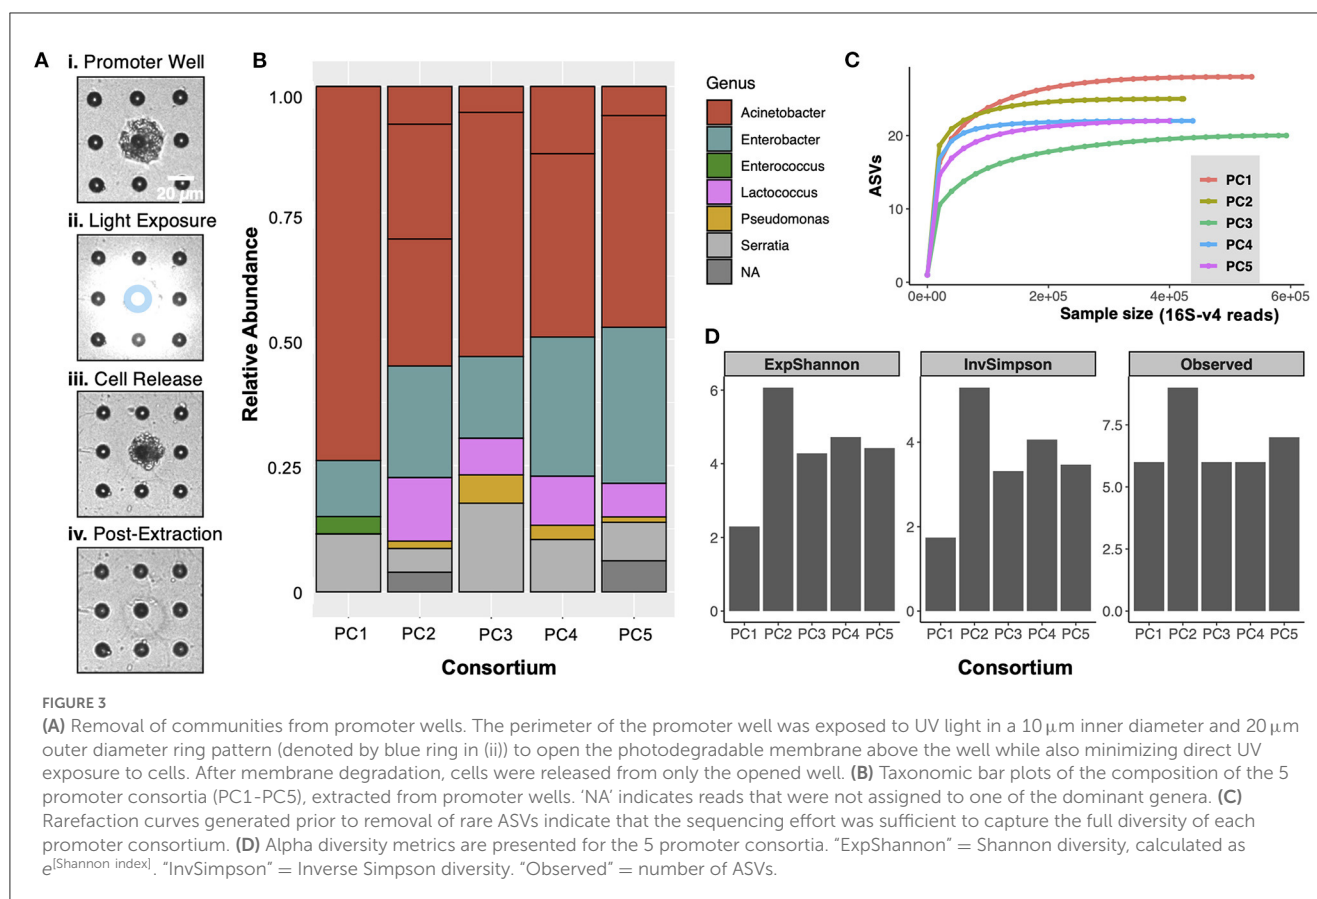 A
i. Promoter Well
20 μm
ii. Light Exposure
iii. Cell Release
iv. Post-Extraction
B
Relative Abundance
1.00
0.75
0.50
0.25
0
PC1 PC2 PC3 PC4 PC5
Consortium
Genus
Acinetobacter
Enterobacter
Enterococcus
Lactococcus
Pseudomonas
Serratia
NA
C
ASVs
20
10
0
PC1
PC2
PC3
PC4
PC5
0e+00 2e+05 4e+05 6e+05
Sample size (16S-v4 reads)
D
ExpShannon InvSimpson Observed
6
4
2
0
4
2
0
7.5
5.0
2.5
0.0
PC1 PC2 PC3 PC4 PC5 PC1 PC2 PC3 PC4 PC5 PC1 PC2 PC3 PC4 PC5
Consortium
FIGURE 3
(A) Removal of communities from promoter wells. The perimeter of the promoter well was exposed to UV light in a 10 μm inner diameter and 20 μm
outer diameter ring pattern (denoted by blue ring in (ii)) to open the photodegradable membrane above the well while also minimizing direct UV
exposure to cells. After membrane degradation, cells were released from only the opened well. (B) Taxonomic bar plots of the composition of the 5
promoter consortia (PC1-PC5), extracted from promoter wells. ‘NA’ indicates reads that were not assigned to one of the dominant genera. (C)
Rarefaction curves generated prior to removal of rare ASVs indicate that the sequencing effort was sufficient to capture the full diversity of each
promoter consortium. (D) Alpha diversity metrics are presented for the 5 promoter consortia. “ExpShannon” = Shannon diversity, calculated as
e[Shannon index]. “InvSimpson” = Inverse Simpson diversity. “Observed” = number of ASVs.